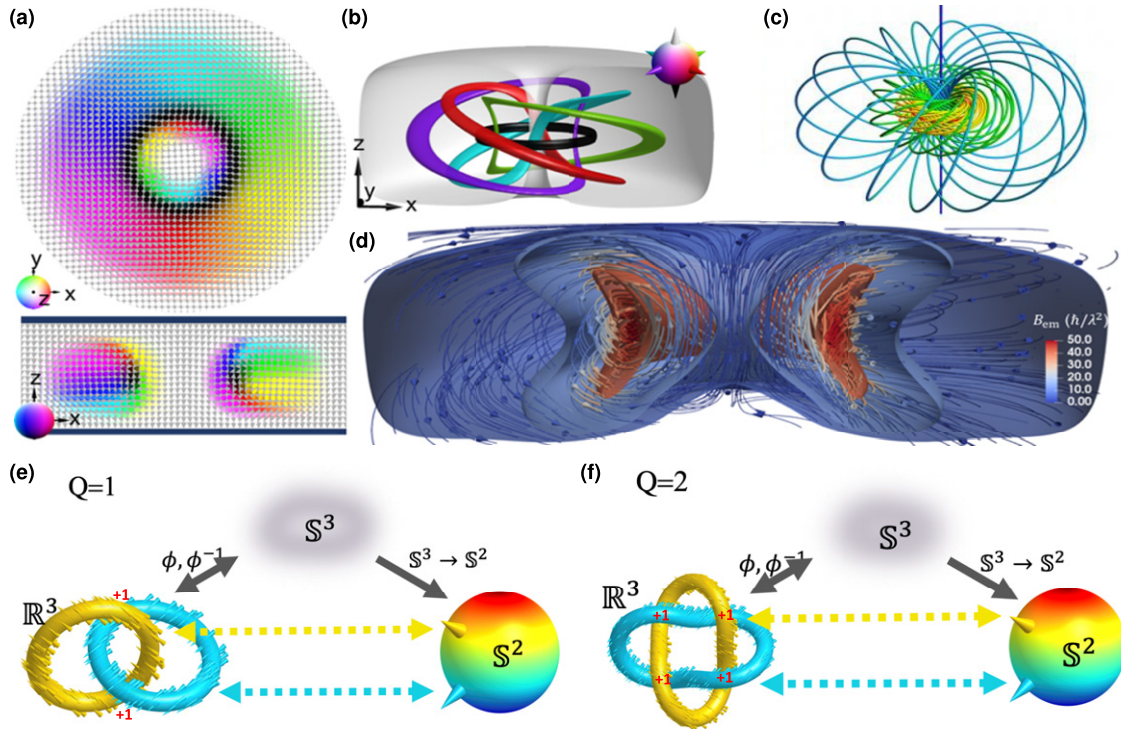 (a)
y
z x
z
x
(b)
z
y
x
(c)
(d)
B_em (ℏ/λ²)
50.0
40.0
30.0
20.0
10.0
0.00
(e)
Q=1
𝕊³
ϕ, ϕ⁻¹
𝕊³ → 𝕊²
ℝ³
+1
𝕊²
+1
(f)
Q=2
𝕊³
ϕ, ϕ⁻¹
𝕊³ → 𝕊²
ℝ³
+1 +1
𝕊²
+1 +1